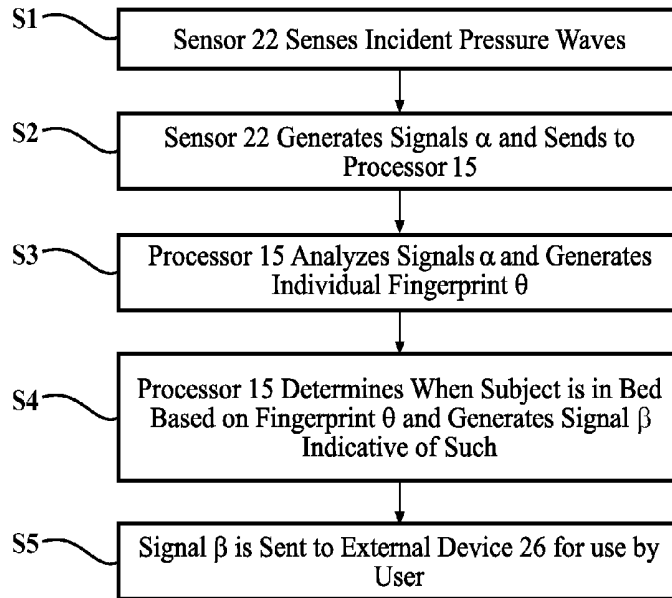 S1
Sensor 22 Senses Incident Pressure Waves
S2
Sensor 22 Generates Signals α and Sends to
Processor 15
S3
Processor 15 Analyzes Signals α and Generates
Individual Fingerprint θ
S4
Processor 15 Determines When Subject is in Bed
Based on Fingerprint θ and Generates Signal β
Indicative of Such
S5
Signal β is Sent to External Device 26 for use by
User